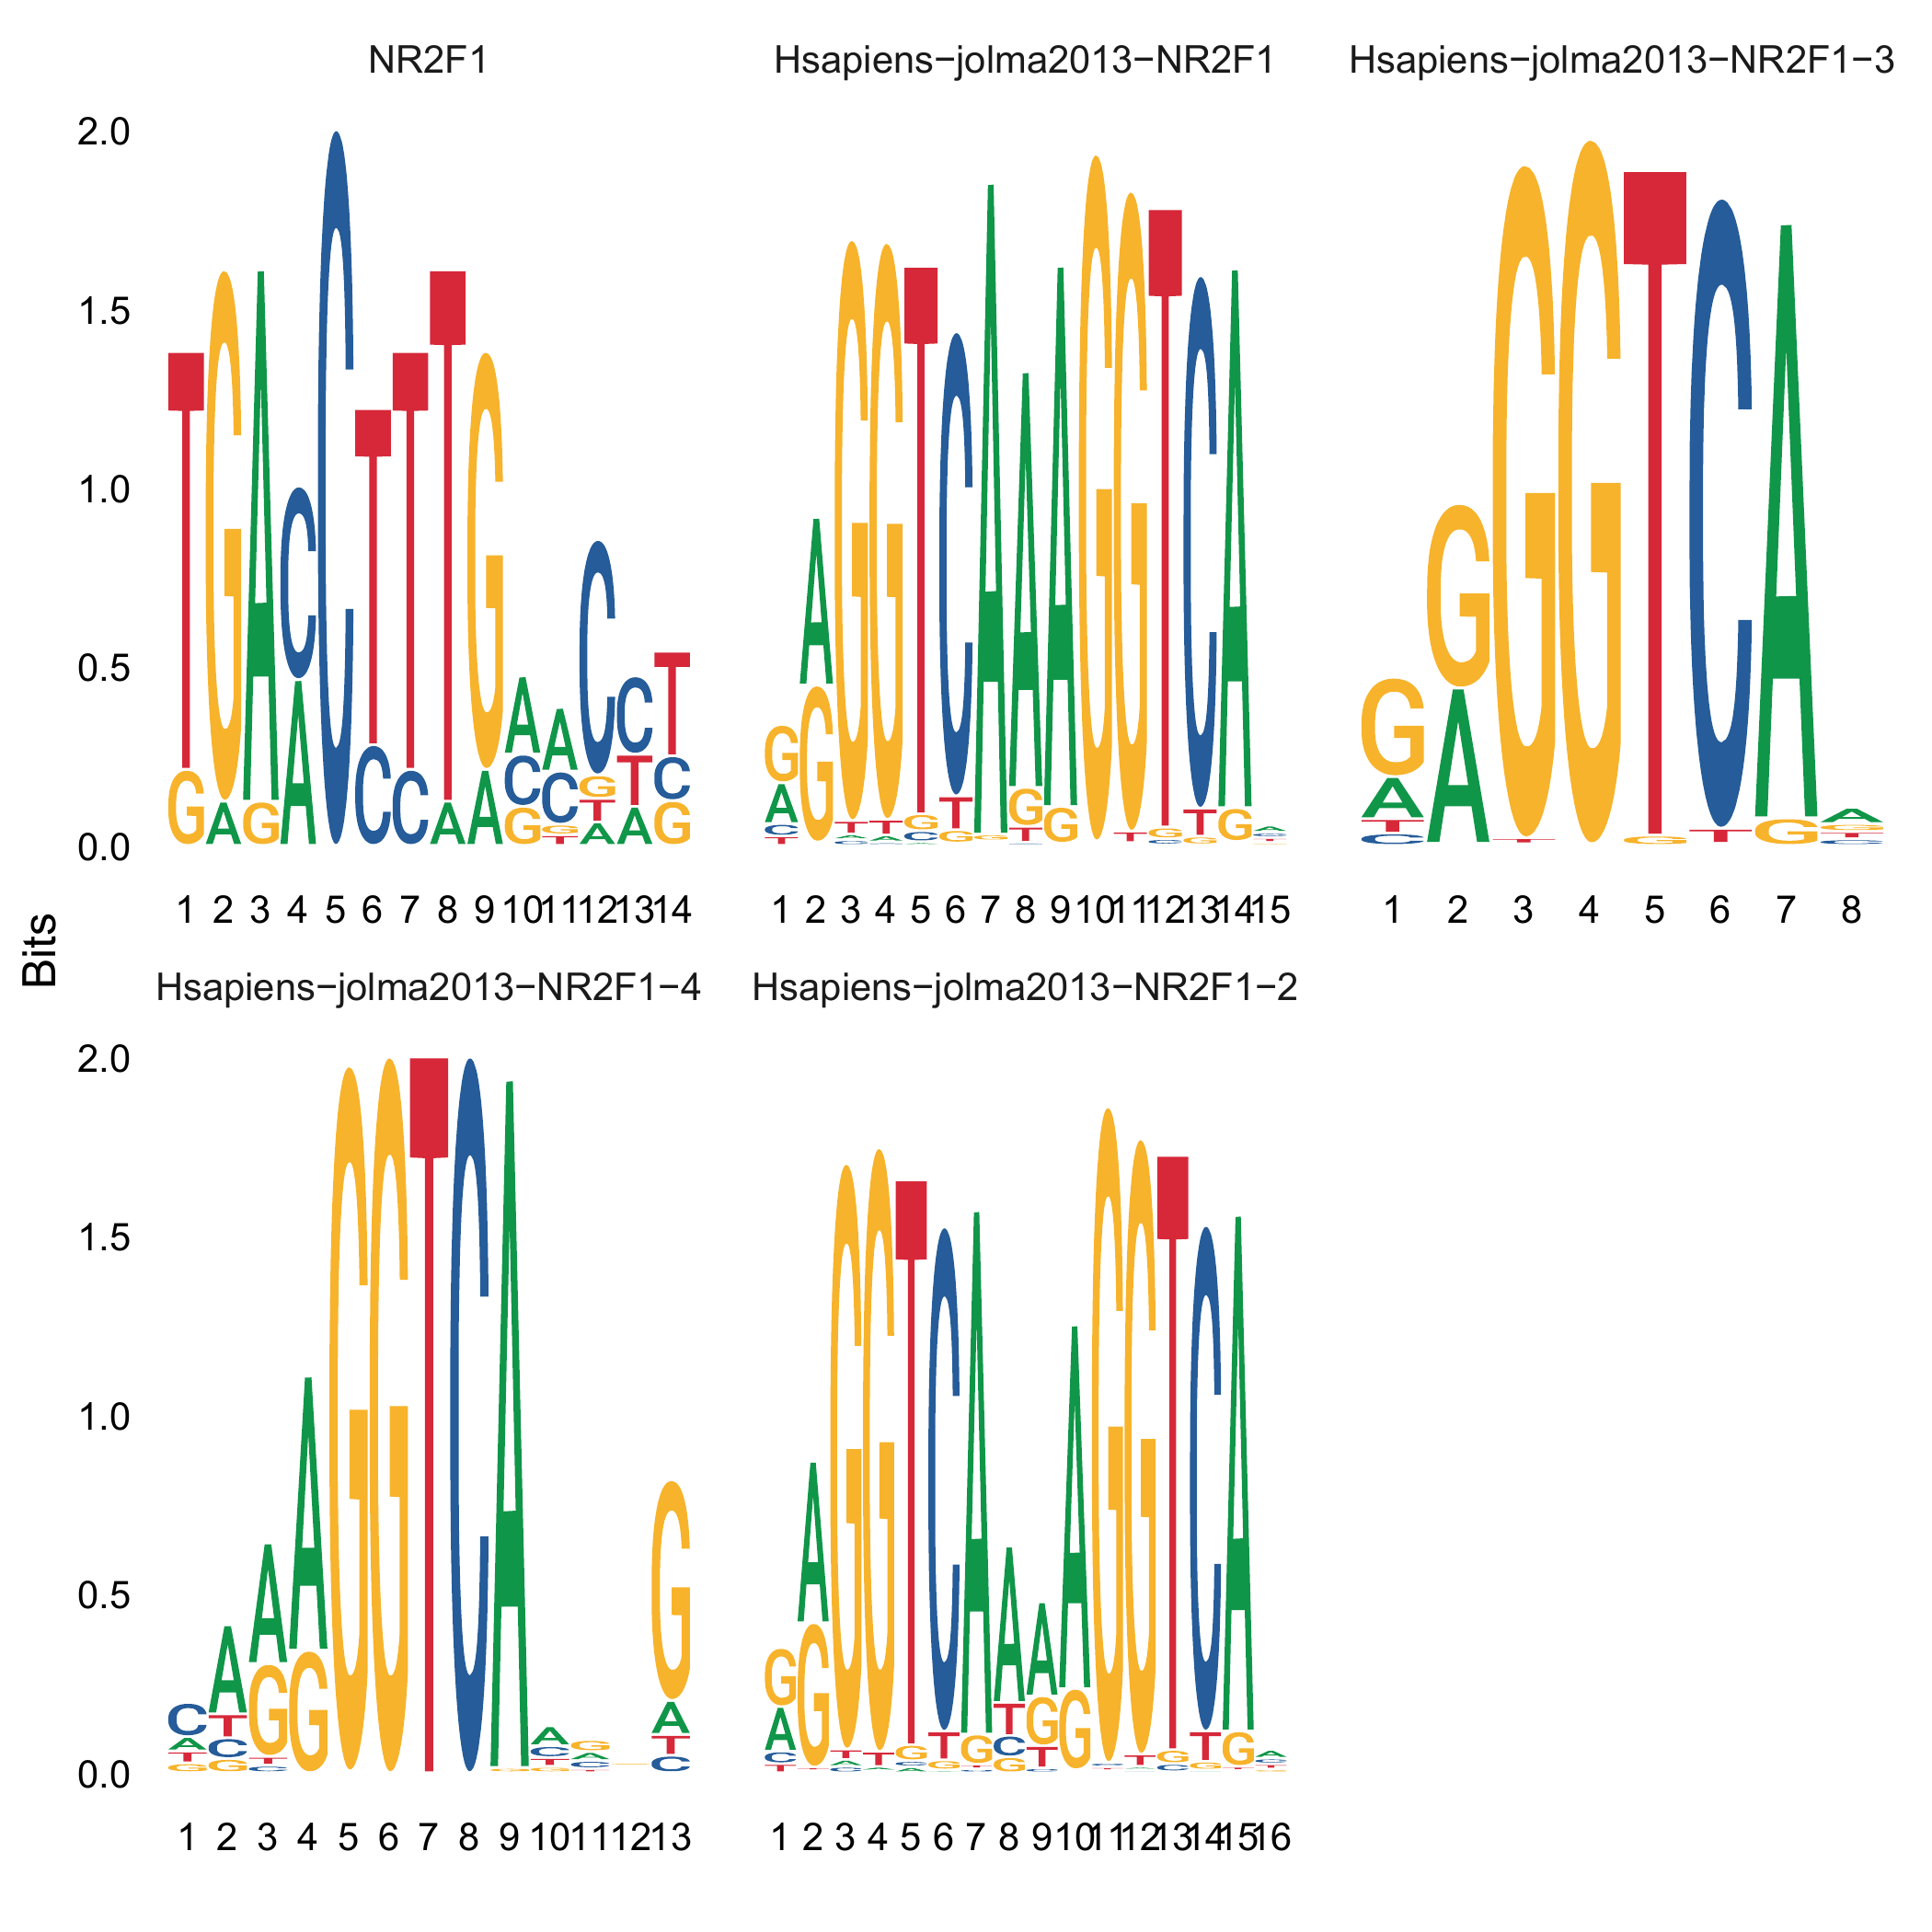 NR2F1 Hsapiens−jolma2013−NR2F1 Hsapiens−jolma2013−NR2F1−3
2.0
1.5
1.0
0.5
0.0
1 2 3 4 5 6 7 8 9 10 11 12 13 14
1 2 3 4 5 6 7 8 9 10 11 12 13 14 15
1 2 3 4 5 6 7 8
Bits
Hsapiens−jolma2013−NR2F1−4 Hsapiens−jolma2013−NR2F1−2
2.0
1.5
1.0
0.5
0.0
1 2 3 4 5 6 7 8 9 10 11 12 13
1 2 3 4 5 6 7 8 9 10 11 12 13 14 15 16